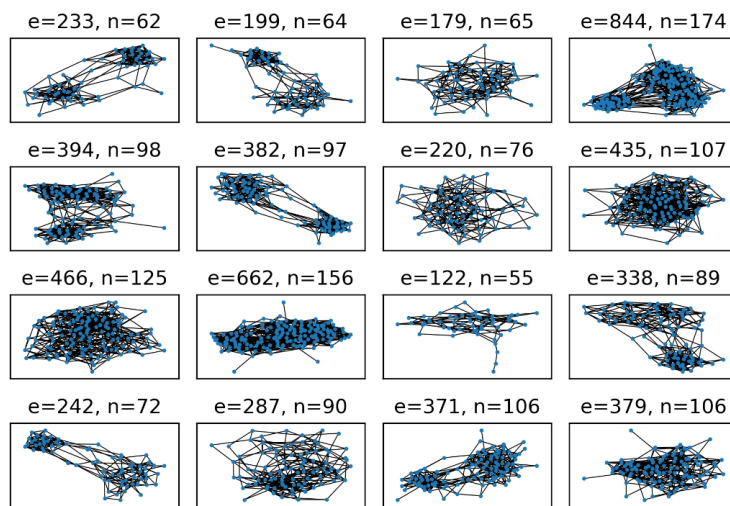 e=233, n=62 e=199, n=64 e=179, n=65 e=844, n=174
e=394, n=98 e=382, n=97 e=220, n=76 e=435, n=107
e=466, n=125 e=662, n=156 e=122, n=55 e=338, n=89
e=242, n=72 e=287, n=90 e=371, n=106 e=379, n=106